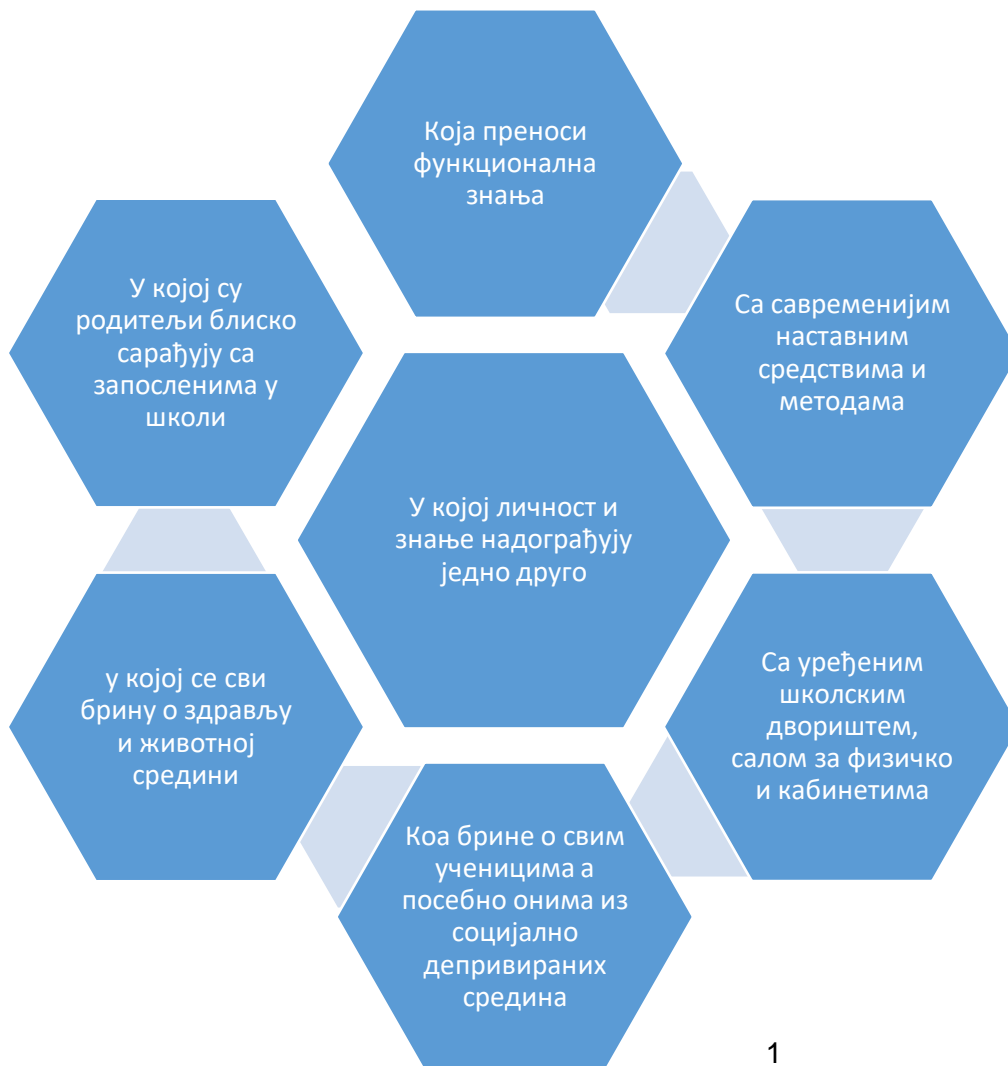 Која преноси
функционална
знања
Са савременијим
наставним
средствима и
методама
Са уређеним
школским
двориштем,
салом за физичко
и кабинетима
Коа брине о свим
ученицима а
посебно онима из
социјално
депривираних
средина
у којој се сви
брину о здрављу
и животној
средини
У којој су
родитељи блиско
сарађују са
запосленима у
школи
У којој личност и
знање надограђују
једно друго
1